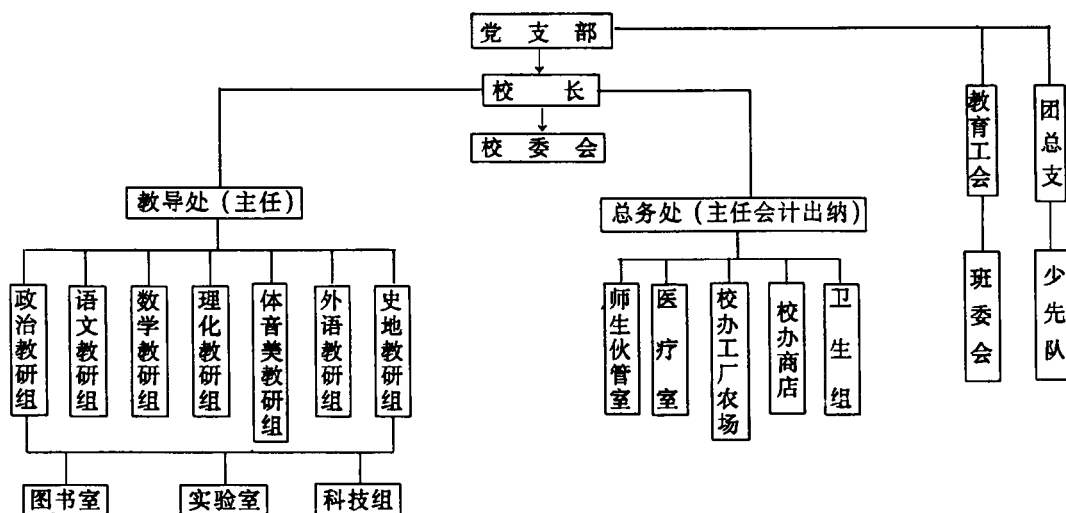 党支部
校长
校委会
教育工会
团总支
教导处（主任）
总务处（主任会计出纳）
政治教研组
语文教研组
数学教研组
理化教研组
体音美教研组
外语教研组
史地教研组
师生伙管室
医疗室
校办工厂农场
校办商店
卫生组
班委会
少先队
图书室
实验室
科技组